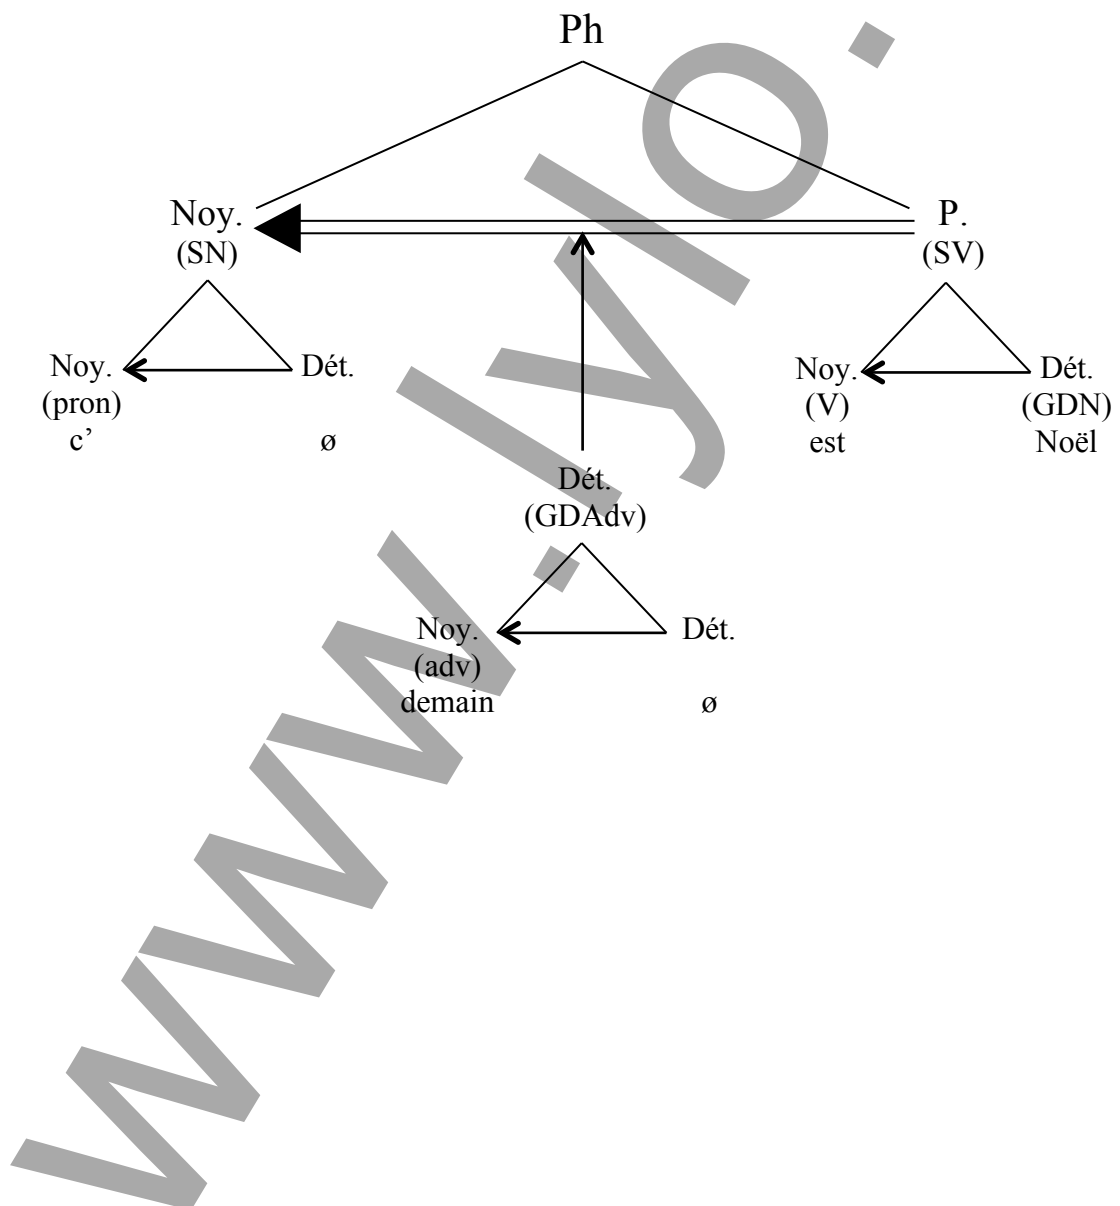 Ph
Noy.
(SN)
P.
(SV)
Noy.
(pron)
c’
Dét.
ø
Noy.
(V)
est
Dét.
(GDN)
Noël
Dét.
(GDAdv)
Noy.
(adv)
demain
Dét.
ø